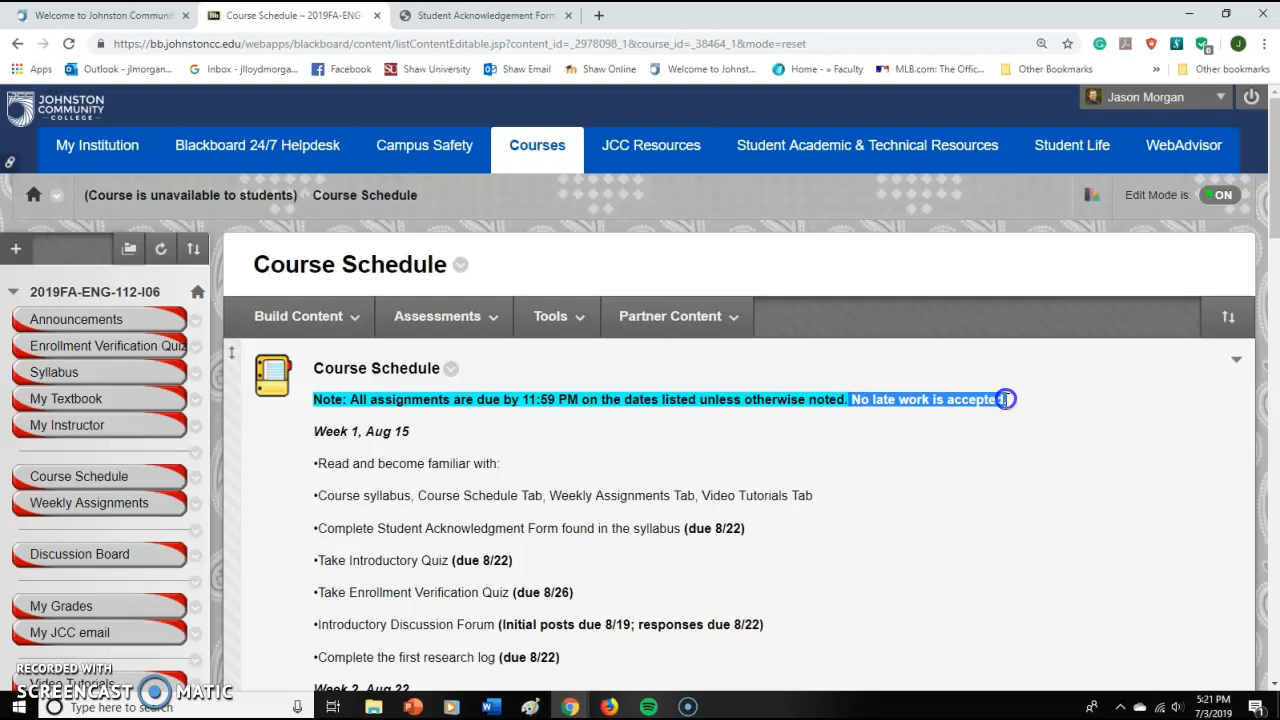 Welcome to Johnston Communit
Course Schedule – 2019FA-ENG-
Student Acknowledgement Form
https://bb.johnstoncc.edu/webapps/blackboard/content/listContentEditable.jsp?content_id=_2978098_1&course_id=_38464_1&mode=reset
Apps
Outlook - jlmorgan...
Inbox - jlloydmorga...
Facebook
Shaw University
Shaw Email
Shaw Online
Welcome to Johnst...
Home - » Faculty
MLB.com: The Offic...
Other Bookmarks
Other bookmarks
JOHNSTON
COMMUNITY
COLLEGE
Jason Morgan
My Institution
Blackboard 24/7 Helpdesk
Campus Safety
Courses
JCC Resources
Student Academic & Technical Resources
Student Life
WebAdvisor
(Course is unavailable to students)
Course Schedule
Edit Mode is:
ON
2019FA-ENG-112-I06
Announcements
Enrollment Verification Quiz
Syllabus
My Textbook
My Instructor
Course Schedule
Weekly Assignments
Discussion Board
My Grades
My JCC email
Video Tutorials
Course Schedule
Build Content
Assessments
Tools
Partner Content
Course Schedule
Note: All assignments are due by 11:59 PM on the dates listed unless otherwise noted. No late work is accepted.
Week 1, Aug 15
•Read and become familiar with:
•Course syllabus, Course Schedule Tab, Weekly Assignments Tab, Video Tutorials Tab
•Complete Student Acknowledgment Form found in the syllabus (due 8/22)
•Take Introductory Quiz (due 8/22)
•Take Enrollment Verification Quiz (due 8/26)
•Introductory Discussion Forum (Initial posts due 8/19; responses due 8/22)
•Complete the first research log (due 8/22)
Week 2, Aug 22
RECORDED WITH
SCREENCAST MATIC
Type here to search
5:21 PM
7/3/2019